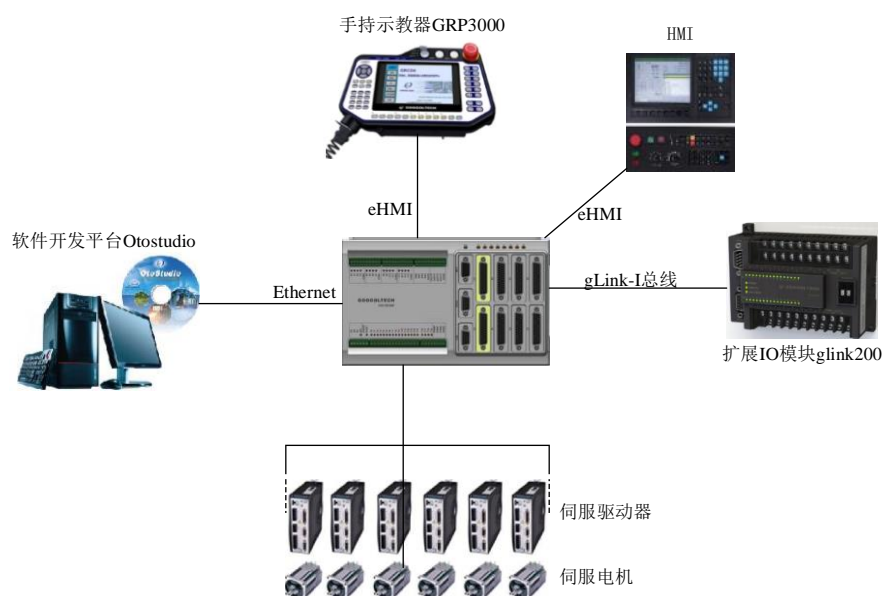 手持示教器GRP3000
HMI
eHMI
eHMI
软件开发平台Otostudio
OtoStudio
Ethernet
GOOGOLTECH
gLink-I总线
扩展IO模块glink200
伺服驱动器
伺服电机